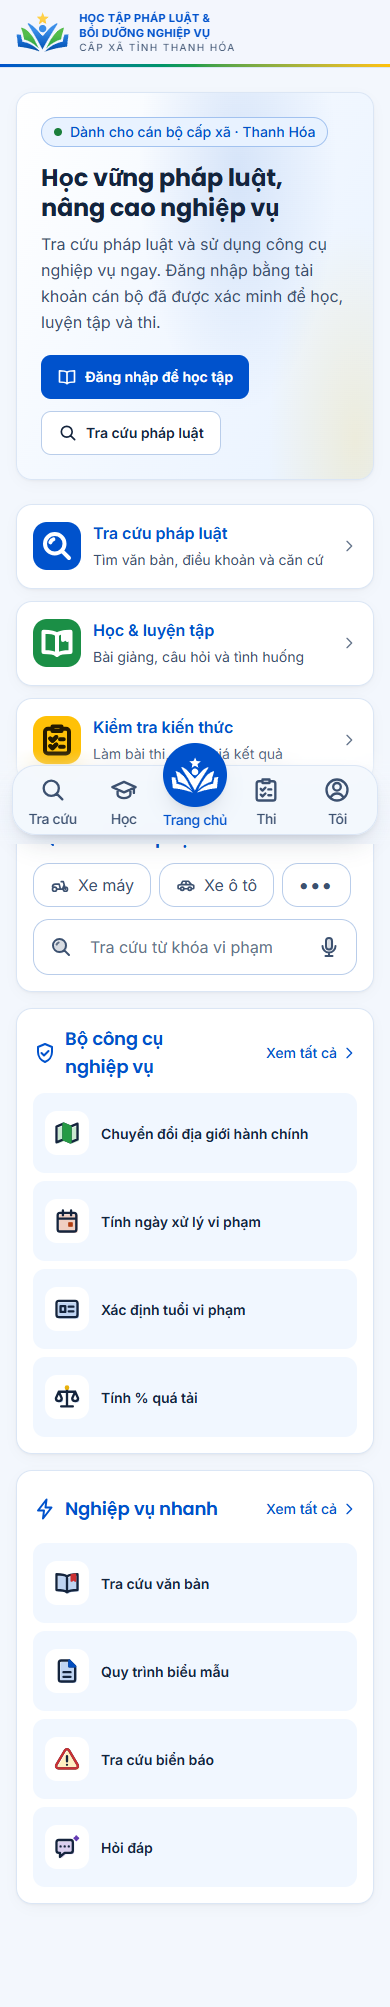 HỌC TẬP PHÁP LUẬT &
BỒI DƯỠNG NGHIỆP VỤ
CẤP XÃ TỈNH THANH HÓA
Dành cho cán bộ cấp xã · Thanh Hóa
Học vững pháp luật,
nâng cao nghiệp vụ
Tra cứu pháp luật và sử dụng công cụ
nghiệp vụ ngay. Đăng nhập bằng tài
khoản cán bộ đã được xác minh để học,
luyện tập và thi.
Đăng nhập để học tập
Tra cứu pháp luật
Tra cứu pháp luật
Tìm văn bản, điều khoản và căn cứ
Học & luyện tập
Bài giảng, câu hỏi và tình huống
Kiểm tra kiến thức
Làm bài thi kết quả
Tra cứu
Học
Trang chủ
Thi
Tôi
Xe máy
Xe ô tô
Tra cứu từ khóa vi phạm
Bộ công cụ
nghiệp vụ
Xem tất cả
Chuyển đổi địa giới hành chính
Tính ngày xử lý vi phạm
Xác định tuổi vi phạm
Tính % quá tải
Nghiệp vụ nhanh
Xem tất cả
Tra cứu văn bản
Quy trình biểu mẫu
Tra cứu biển báo
Hỏi đáp